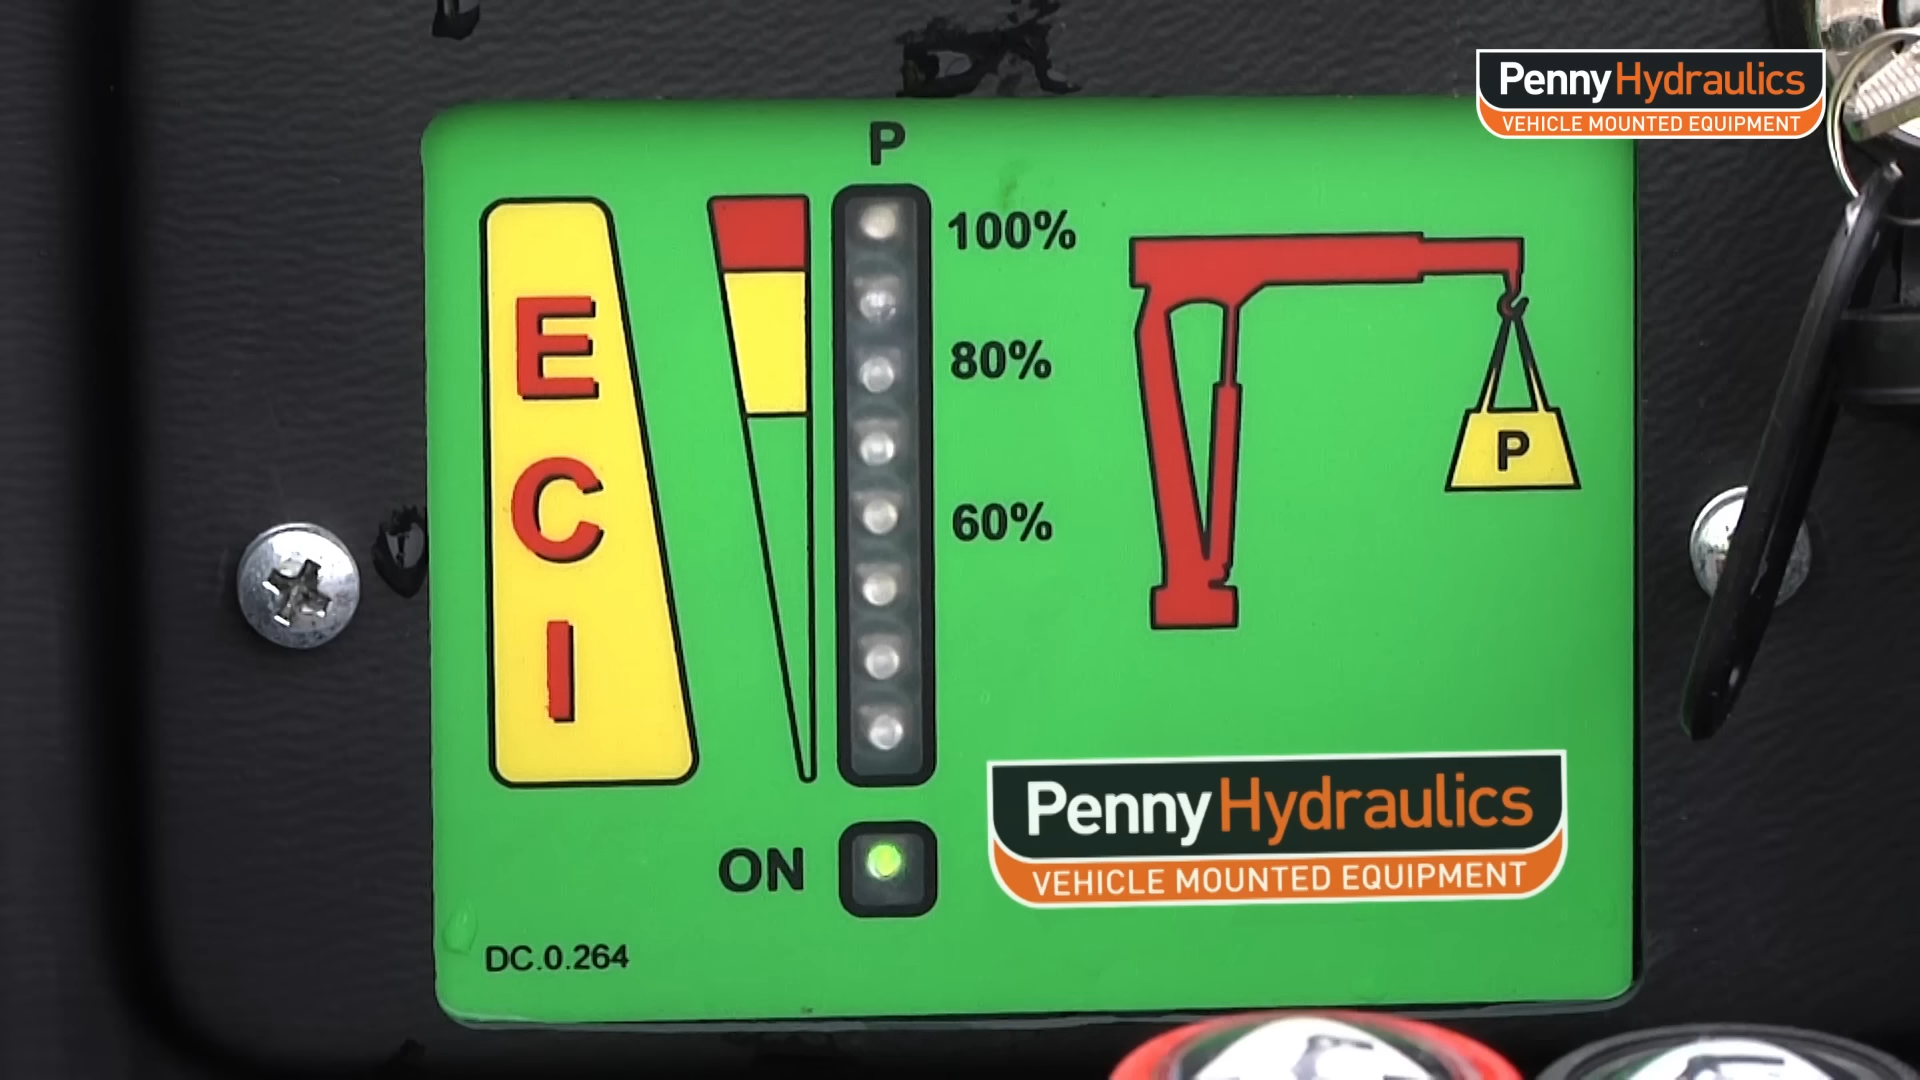 Penny Hydraulics
VEHICLE MOUNTED EQUIPMENT
P
100%
80%
60%
E
C
I
P
ON
Penny Hydraulics
VEHICLE MOUNTED EQUIPMENT
DC.0.264